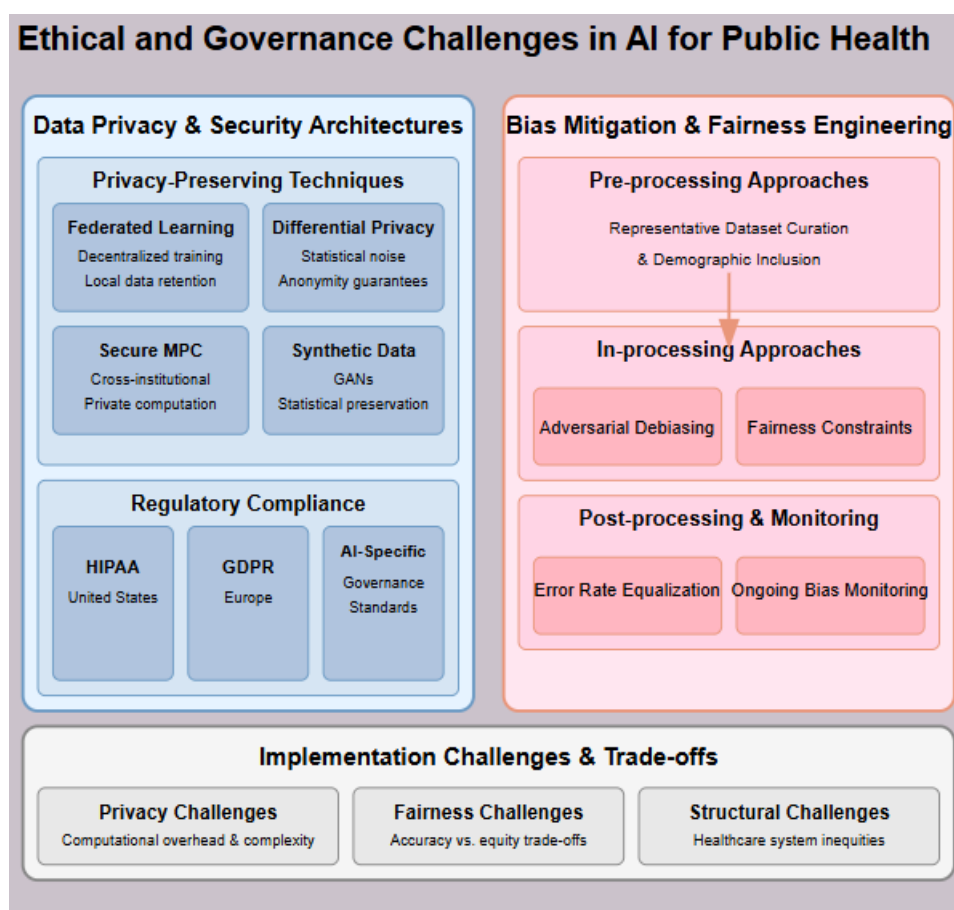 Ethical and Governance Challenges in AI for Public Health
Data Privacy & Security Architectures
Privacy-Preserving Techniques
Federated Learning
Decentralized training
Local data retention
Differential Privacy
Statistical noise
Anonymity guarantees
Secure MPC
Cross-institutional
Private computation
Synthetic Data
GANs
Statistical preservation
Regulatory Compliance
HIPAA
United States
GDPR
Europe
AI-Specific
Governance
Standards
Bias Mitigation & Fairness Engineering
Pre-processing Approaches
Representative Dataset Curation
& Demographic Inclusion
In-processing Approaches
Adversarial Debiasing
Fairness Constraints
Post-processing & Monitoring
Error Rate Equalization
Ongoing Bias Monitoring
Implementation Challenges & Trade-offs
Privacy Challenges
Computational overhead & complexity
Fairness Challenges
Accuracy vs. equity trade-offs
Structural Challenges
Healthcare system inequities